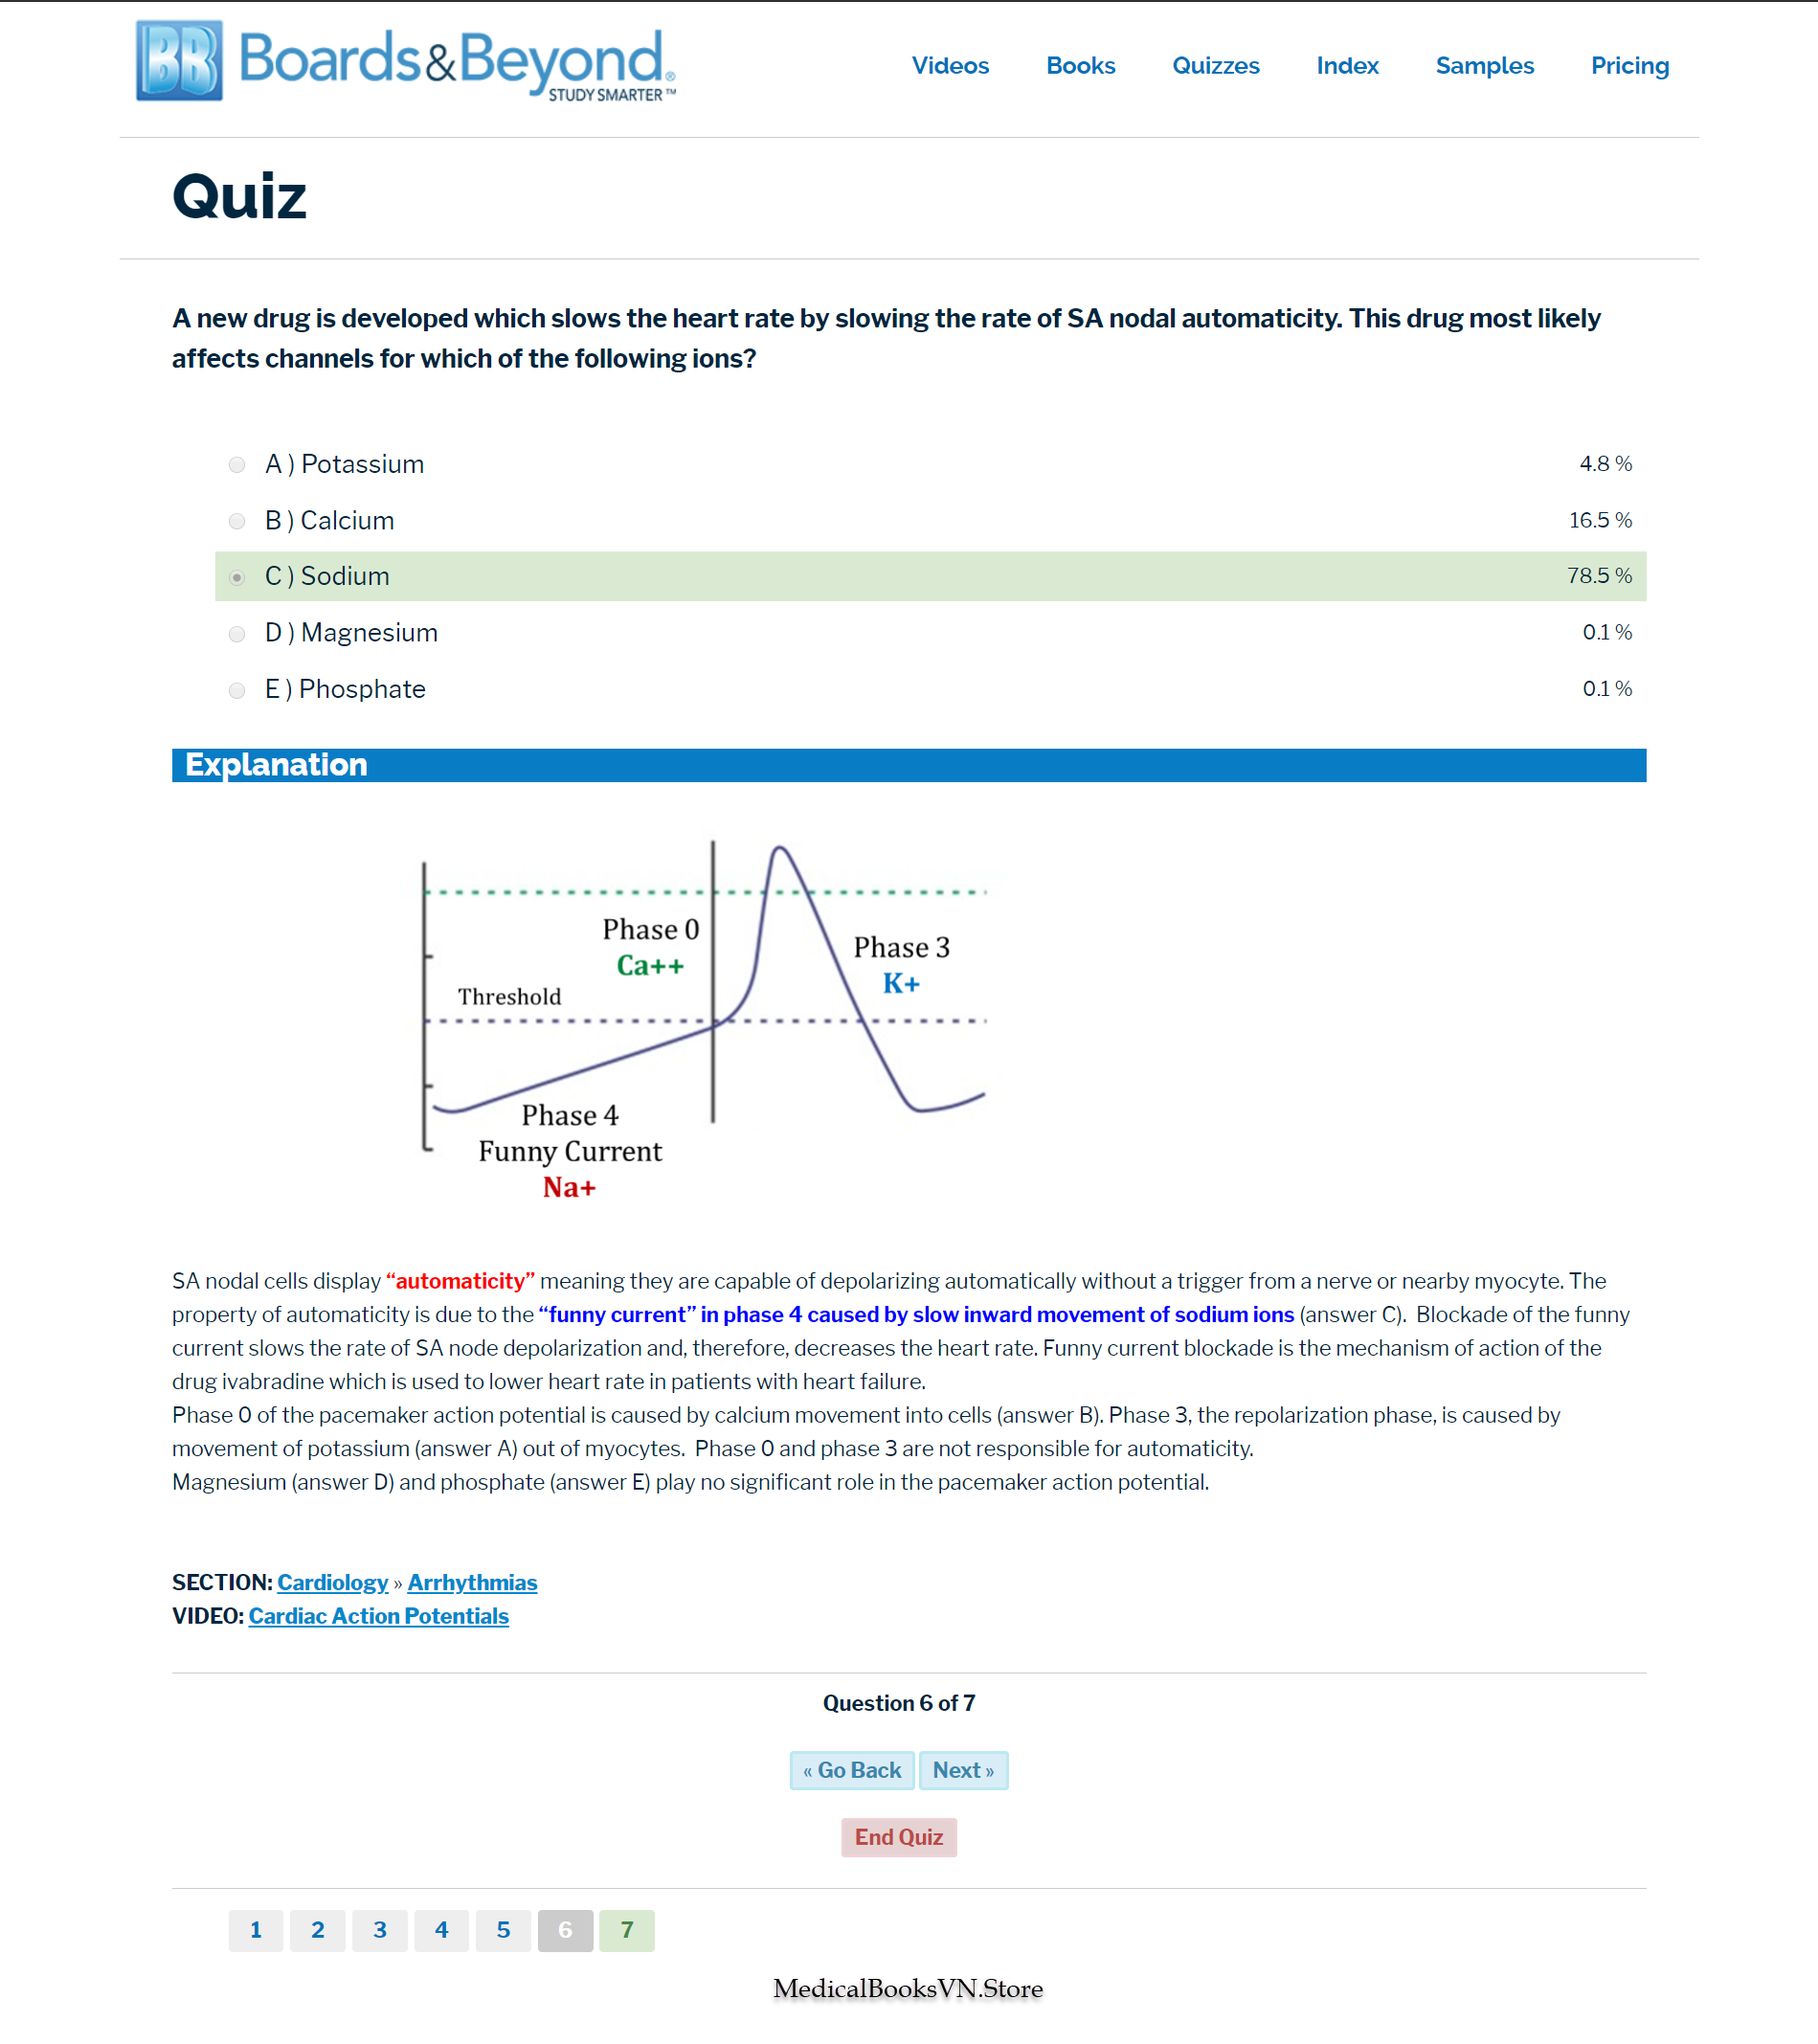 BB Boards&Beyond®
STUDY SMARTER™
Videos Books Quizzes Index Samples Pricing
Quiz
A new drug is developed which slows the heart rate by slowing the rate of SA nodal automaticity. This drug most likely
affects channels for which of the following ions?
A ) Potassium 4.8 %
B ) Calcium 16.5 %
C ) Sodium 78.5 %
D ) Magnesium 0.1 %
E ) Phosphate 0.1 %
Explanation
Phase 0
Ca++
Phase 3
K+
Threshold
Phase 4
Funny Current
Na+
SA nodal cells display “automaticity” meaning they are capable of depolarizing automatically without a trigger from a nerve or nearby myocyte. The
property of automaticity is due to the “funny current” in phase 4 caused by slow inward movement of sodium ions (answer C). Blockade of the funny
current slows the rate of SA node depolarization and, therefore, decreases the heart rate. Funny current blockade is the mechanism of action of the
drug ivabradine which is used to lower heart rate in patients with heart failure.
Phase 0 of the pacemaker action potential is caused by calcium movement into cells (answer B). Phase 3, the repolarization phase, is caused by
movement of potassium (answer A) out of myocytes. Phase 0 and phase 3 are not responsible for automaticity.
Magnesium (answer D) and phosphate (answer E) play no significant role in the pacemaker action potential.
SECTION: Cardiology » Arrhythmias
VIDEO: Cardiac Action Potentials
Question 6 of 7
« Go Back Next »
End Quiz
1 2 3 4 5 6 7
MedicalBooksVN.Store